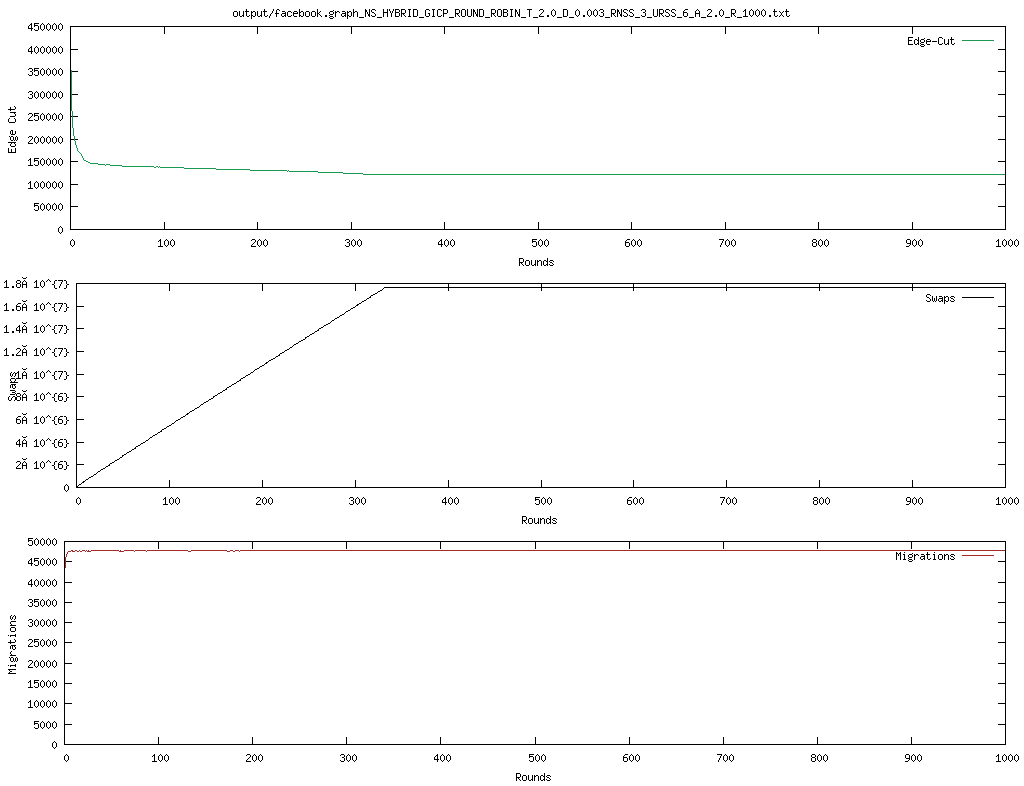 output/facebook.graph_NS_HYBRID_GICP_ROUND_ROBIN_T_2.0_D_0.003_RNSS_3_URSS_6_A_2.0_R_1000.txt
450000
400000
350000
300000
250000
200000
150000
100000
50000
0
Edge Cut
Edge-Cut
0 100 200 300 400 500 600 700 800 900 1000
Rounds
1.8Ã 10^{7}
1.6Ã 10^{7}
1.4Ã 10^{7}
1.2Ã 10^{7}
1Ã 10^{7}
8Ã 10^{6}
6Ã 10^{6}
4Ã 10^{6}
2Ã 10^{6}
0
Swaps
Swaps
0 100 200 300 400 500 600 700 800 900 1000
Rounds
50000
45000
40000
35000
30000
25000
20000
15000
10000
5000
0
Migrations
Migrations
0 100 200 300 400 500 600 700 800 900 1000
Rounds